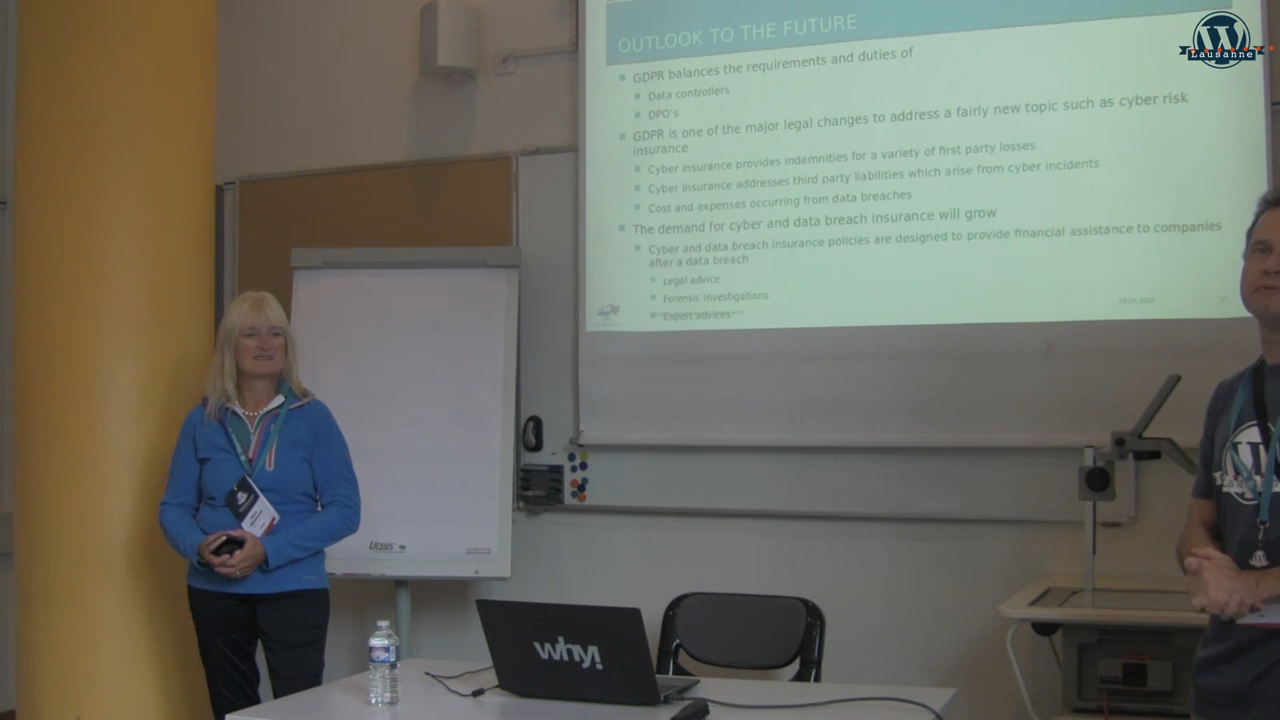 OUTLOOK TO THE FUTURE
GDPR balances the requirements and duties of
Data controllers
DPO's
GDPR is one of the major legal changes to address a fairly new topic such as cyber risk
insurance
Cyber insurance provides indemnities for a variety of first party losses
Cyber insurance addresses third party liabilities which arise from cyber incidents
Cost and expenses occurring from data breaches
The demand for cyber and data breach insurance will grow
Cyber and data breach insurance policies are designed to provide financial assistance to companies
after a data breach
Legal advice
Forensic investigations
Expert advices
W
Lausanne
why!
W